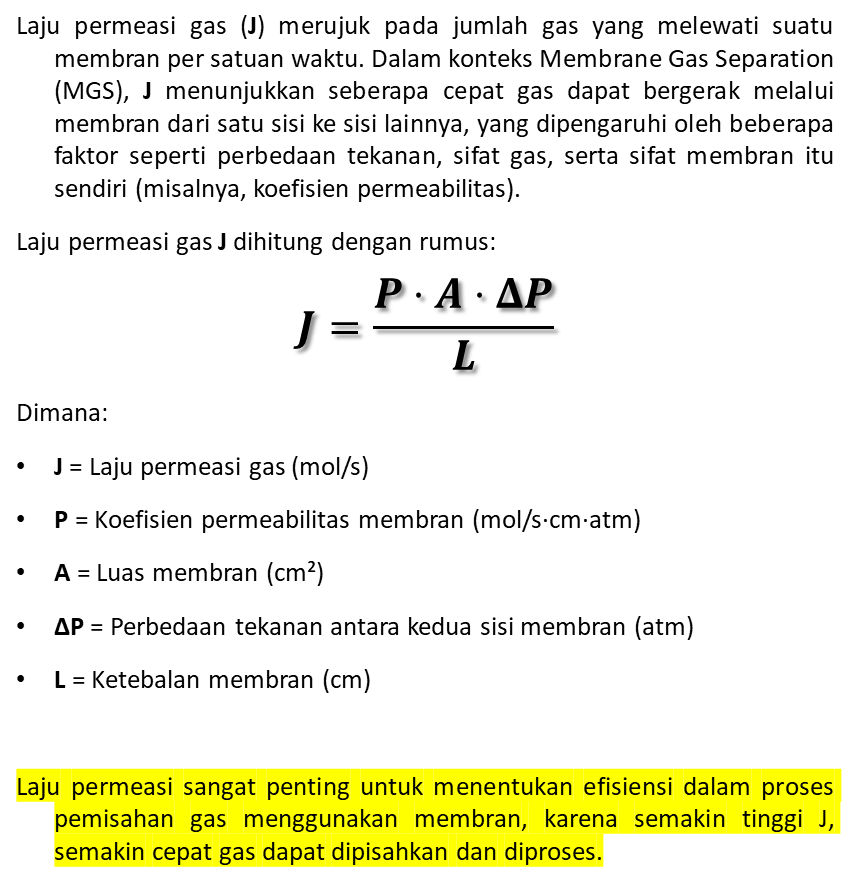 Laju permeasi gas (J) merujuk pada jumlah gas yang melewati suatu
membran per satuan waktu. Dalam konteks Membrane Gas Separation
(MGS), J menunjukkan seberapa cepat gas dapat bergerak melalui
membran dari satu sisi ke sisi lainnya, yang dipengaruhi oleh beberapa
faktor seperti perbedaan tekanan, sifat gas, serta sifat membran itu
sendiri (misalnya, koefisien permeabilitas).
Laju permeasi gas J dihitung dengan rumus:
J = P · A · ΔP / L
Dimana:
• J = Laju permeasi gas (mol/s)
• P = Koefisien permeabilitas membran (mol/s·cm·atm)
• A = Luas membran (cm²)
• ΔP = Perbedaan tekanan antara kedua sisi membran (atm)
• L = Ketebalan membran (cm)
Laju permeasi sangat penting untuk menentukan efisiensi dalam proses
pemisahan gas menggunakan membran, karena semakin tinggi J,
semakin cepat gas dapat dipisahkan dan diproses.